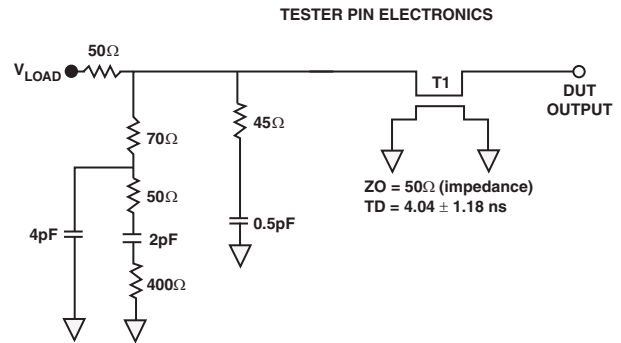 TESTER PIN ELECTRONICS
50Ω
VLOAD
T1
DUT
OUTPUT
70Ω
45Ω
50Ω
ZO = 50Ω (impedance)
TD = 4.04 ± 1.18 ns
4pF
2pF
0.5pF
400Ω